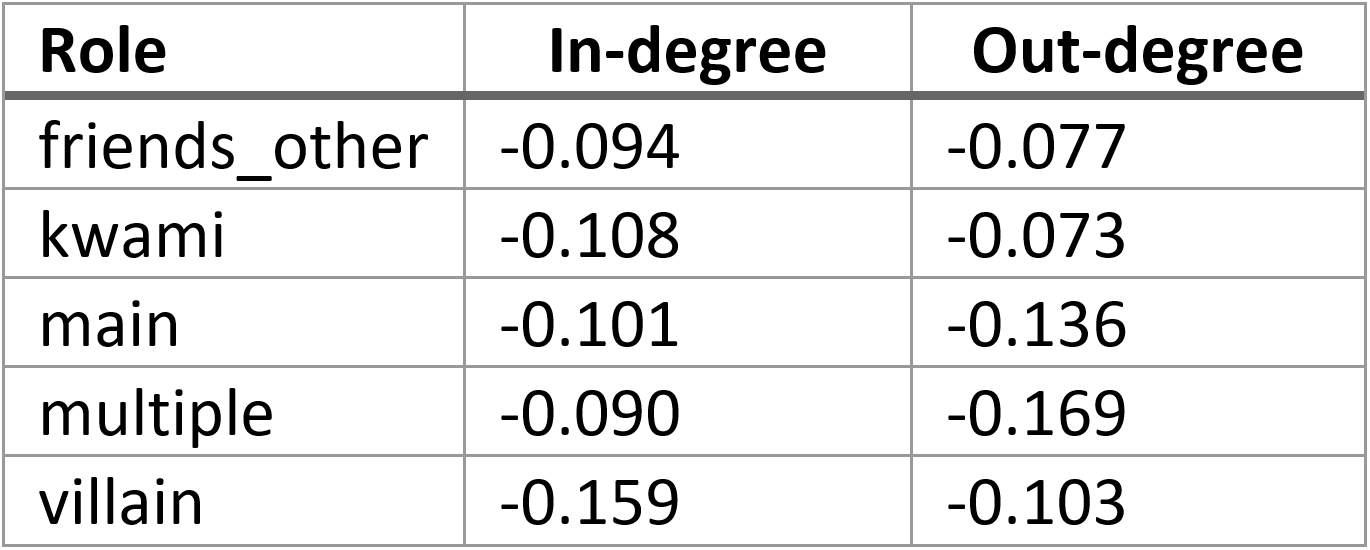 Role In-degree Out-degree
friends_other -0.094 -0.077
kwami -0.108 -0.073
main -0.101 -0.136
multiple -0.090 -0.169
villain -0.159 -0.103